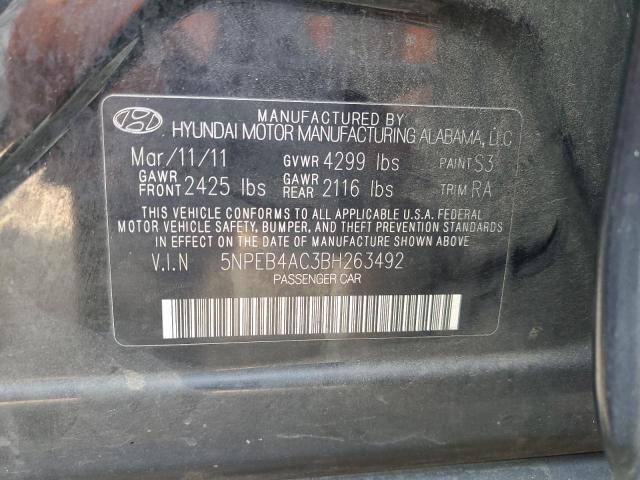 MANUFACTURED BY
HYUNDAI MOTOR MANUFACTURING ALABAMA, LLC
Mar/11/11 GVWR 4299 lbs PAINT S3
GAWR FRONT 2425 lbs GAWR REAR 2116 lbs TRIM RA
THIS VEHICLE CONFORMS TO ALL APPLICABLE U.S.A. FEDERAL
MOTOR VEHICLE SAFETY, BUMPER, AND THEFT PREVENTION
STANDARDS IN EFFECT ON THE DATE OF MANUFACTURE SHOWN ABOVE
V.I.N 5NPEB4AC3BH263492
PASSENGER CAR